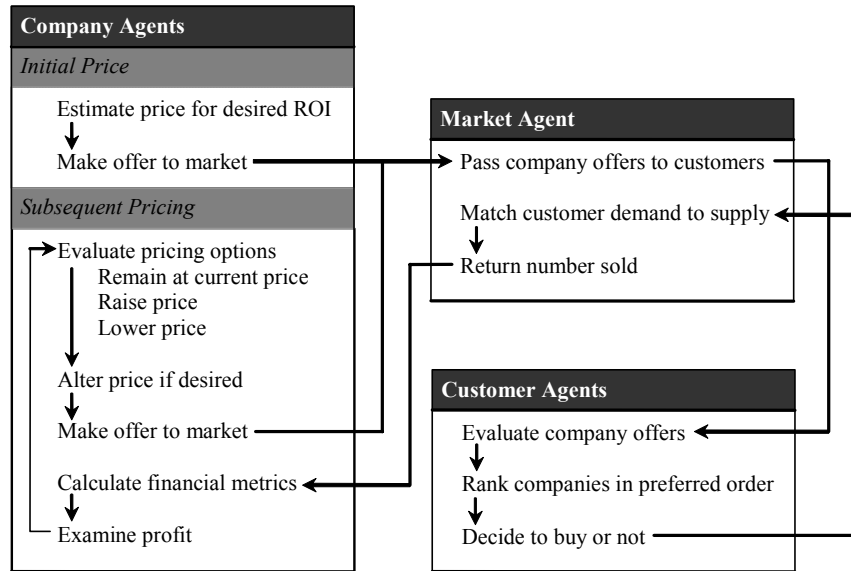 Company Agents
Initial Price
Estimate price for desired ROI
Make offer to market
Subsequent Pricing
Evaluate pricing options
Remain at current price
Raise price
Lower price
Alter price if desired
Make offer to market
Calculate financial metrics
Examine profit
Market Agent
Pass company offers to customers
Match customer demand to supply
Return number sold
Customer Agents
Evaluate company offers
Rank companies in preferred order
Decide to buy or not